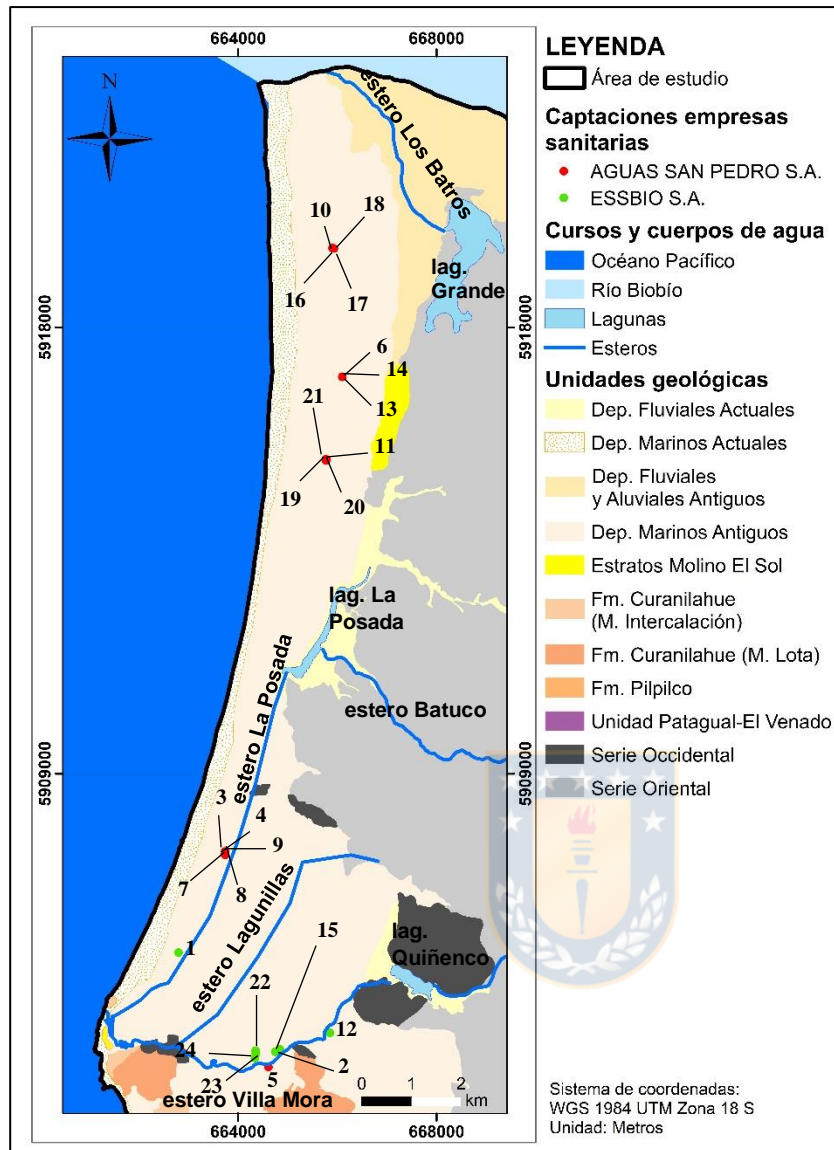 664000
668000
N
estero Los Batros
10
18
16
17
lag.
Grande
5918000
5918000
6
14
13
21
11
19
20
lag. La
Posada
estero La Posada
estero Batuco
5909000
5909000
3
4
9
7
8
estero Lagunillas
15
lag.
Quiñenco
1
22
12
24
23
5
2
estero Villa Mora
0 1 2
km
664000
668000
LEYENDA
Área de estudio
Captaciones empresas
sanitarias
AGUAS SAN PEDRO S.A.
ESSBIO S.A.
Cursos y cuerpos de agua
Océano Pacífico
Río Biobío
Lagunas
Esteros
Unidades geológicas
Dep. Fluviales Actuales
Dep. Marinos Actuales
Dep. Fluviales
y Aluviales Antiguos
Dep. Marinos Antiguos
Estratos Molino El Sol
Fm. Curanilahue
(M. Intercalación)
Fm. Curanilahue (M. Lota)
Fm. Pilpilco
Unidad Patagual-El Venado
Serie Occidental
Serie Oriental
Sistema de coordenadas:
WGS 1984 UTM Zona 18 S
Unidad: Metros